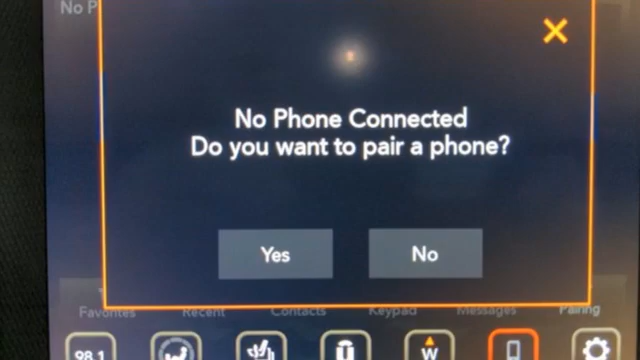 No P
No Phone Connected
Do you want to pair a phone?
Yes
No
Favorites
Recent
Contacts
Keypad
Messages
Pairing
98.1
W